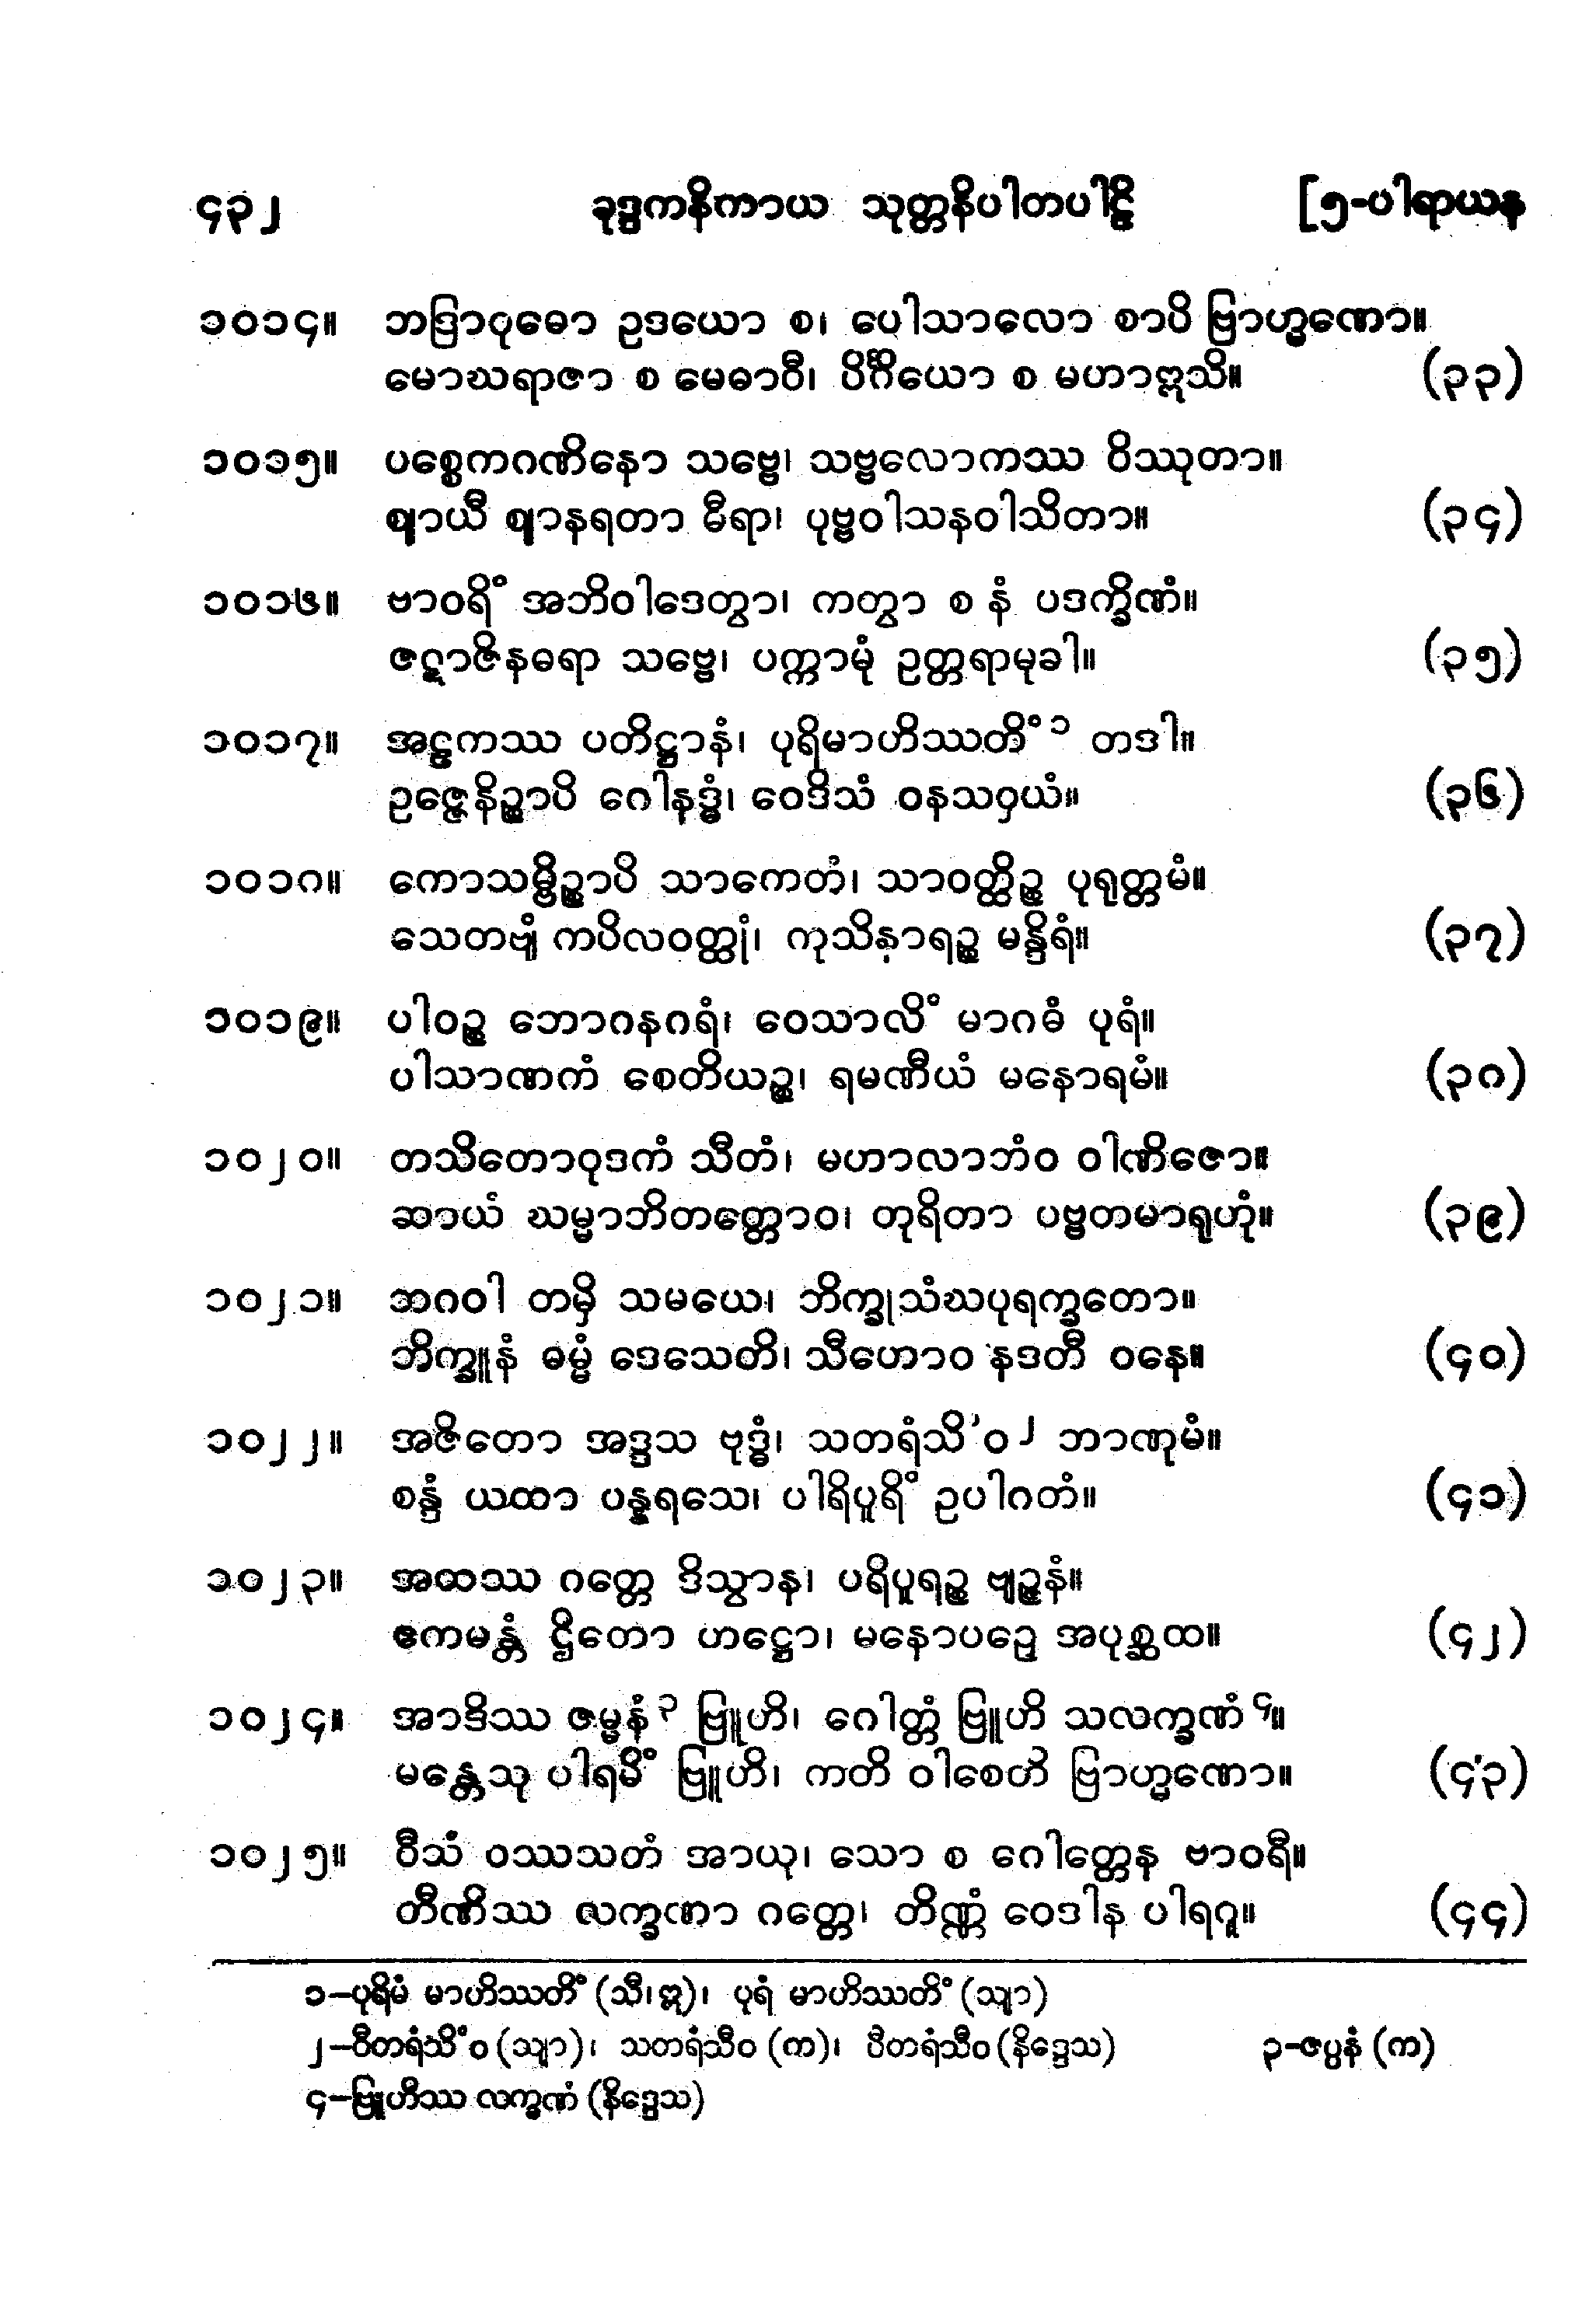 ၄၃၂ ခုဒ္ဒကနိကာယ သုတ္တနိပါတပါဠိ [၅-ပါရာယန
၁၀၁၄။ ဘဒြာဝုဓော ဥဒယော စ၊ ပေါသာလော စာပိ ဗြာဟ္မဏော။
မောဃရာဇာ စ မေဓာဝီ၊ ပိင်္ဂိယော စ မဟာဣသိ။ (၃၃)
၁၀၁၅။ ပစ္စေကဂဏိနော သဗ္ဗေ၊ သဗ္ဗလောကဿ ဝိဿုတာ။
ဈာယီ ဈာနရတာ ဓီရာ၊ ပုဗ္ဗဝါသနဝါသိတာ။ (၃၄)
၁၀၁၆။ ဗာဝရိံ အဘိဝါဒေတွာ၊ ကတွာ စ နံ ပဒက္ခိဏံ။
ဇဋာဇိနဓရာ သဗ္ဗေ၊ ပက္ကာမုံ ဥတ္တရာမုခါ။ (၃၅)
၁၀၁၇။ အဠကဿ ပတိဋ္ဌာနံ၊ ပုရိမာဟိဿတိံ ၁ တဒါ။
ဥဇ္ဇေနိဉ္စာပိ ဂေါနဒ္ဓံ၊ ဝေဒိသံ ဝနသဝှယံ။ (၃၆)
၁၀၁၈။ ကောသမ္ဗိဉ္စာပိ သာကေတံ၊ သာဝတ္ထိဉ္စ ပုရုတ္တမံ။
သေတဗျံ ကပိလဝတ္ထုံ၊ ကုသိနာရဉ္စ မန္ဒိရံ။ (၃၇)
၁၀၁၉။ ပါဝဉ္စ ဘောဂနဂရံ၊ ဝေသာလိံ မာဂဓံ ပုရံ။
ပါသာဏကံ စေတိယဉ္စ၊ ရမဏီယံ မနောရမံ။ (၃၈)
၁၀၂၀။ တသိတောဝုဒကံ သီတံ၊ မဟာလာဘံဝ ဝါဏိဇော။
ဆာယံ ဃမ္မာဘိတတ္တောဝ၊ တုရိတာ ပဗ္ဗတမာရုဟုံ။ (၃၉)
၁၀၂၁။ ဘဂဝါ တမှိ သမယေ၊ ဘိက္ခုသံဃပုရက္ခတော။
ဘိက္ခူနံ ဓမ္မံ ဒေသေတိ၊ သီဟောဝ နဒတီ ဝနေ။ (၄၀)
၁၀၂၂။ အဇိတော အဒ္ဒသ ဗုဒ္ဓံ၊ သတရံသိ’ဝ ၂ ဘာဏုမံ။
စန္ဒံ ယထာ ပန္နရသေ၊ ပါရိပူရိံ ဥပါဂတံ။ (၄၁)
၁၀၂၃။ အထဿ ဂတ္တေ ဒိသွာန၊ ပရိပူရဉ္စ ဗျဉ္ဇနံ။
ဧကမန္တံ ဌိတော ဟဋ္ဌော၊ မနောပဉှေ အပုစ္ဆထ။ (၄၂)
၁၀၂၄။ အာဒိဿ ဇမ္မနံ ၃ ဗြူဟိ၊ ဂေါတ္တံ ဗြူဟိ သလက္ခဏံ ၄။
မန္တေသု ပါရမိံ ဗြူဟိ၊ ကတိ ဝါစေတိ ဗြာဟ္မဏော။ (၄၃)
၁၀၂၅။ ဝီသံ ဝဿသတံ အာယု၊ သော စ ဂေါတ္တေန ဗာဝရီ။
တီဏိဿ လက္ခဏာ ဂတ္တေ၊ တိဏ္ဏံ ဝေဒါန ပါရဂူ။ (၄၄)
၁–ပုရိမံ မာဟိဿတိံ (သီ၊ ဣ)၊ ပုရံ မာဟိဿတိံ (သျာ)
၂–ဝီတရံသိံဝ (သျာ)၊ သတရံသီဝ (က)၊ ပီတရံသီဝ (နိဒ္ဒေသ) ၃-ဇပ္ပနံ (က)
၄–ဗြူဟိဿ လက္ခဏံ (နိဒ္ဒေသ)